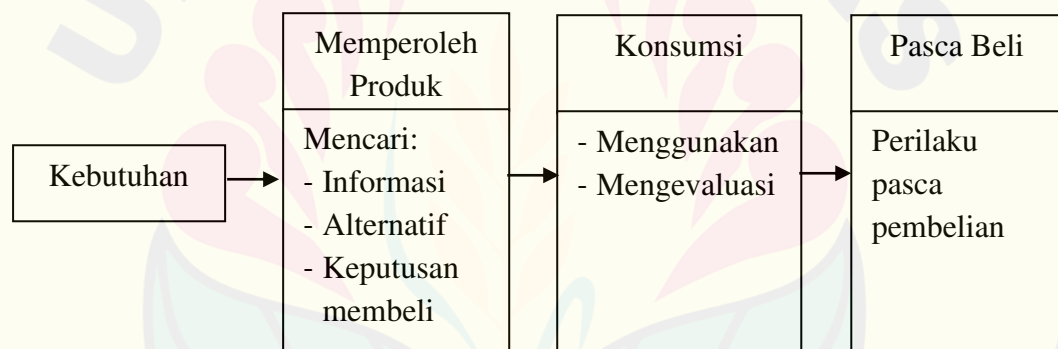 Kebutuhan
Memperoleh
Produk
Mencari:
- Informasi
- Alternatif
- Keputusan
membeli
Konsumsi
- Menggunakan
- Mengevaluasi
Pasca Beli
Perilaku
pasca
pembelian